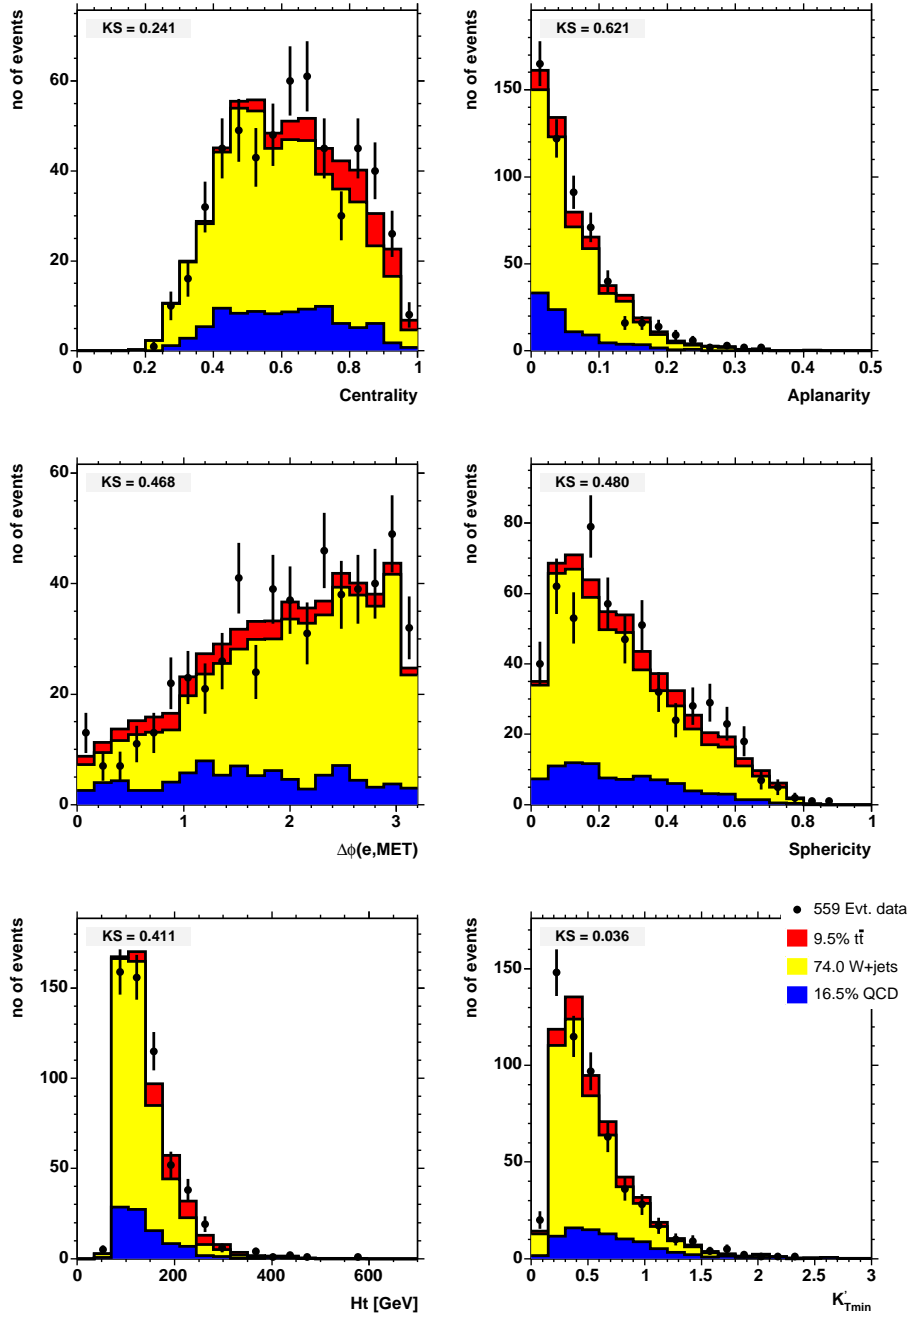 KS = 0.241
no of events
60
40
20
0
0 0.2 0.4 0.6 0.8 1
Centrality
KS = 0.621
no of events
150
100
50
0
0 0.1 0.2 0.3 0.4 0.5
Aplanarity
KS = 0.468
no of events
60
40
20
0
0 1 2 3
Δϕ(e,MET)
KS = 0.480
no of events
80
60
40
20
0
0 0.2 0.4 0.6 0.8 1
Sphericity
KS = 0.411
no of events
150
100
50
0
0 200 400 600
Ht [GeV]
KS = 0.036
no of events
150
100
50
0
0 0.5 1 1.5 2 2.5 3
K'Tmin
559 Evt. data
9.5% tt̄
74.0 W+jets
16.5% QCD